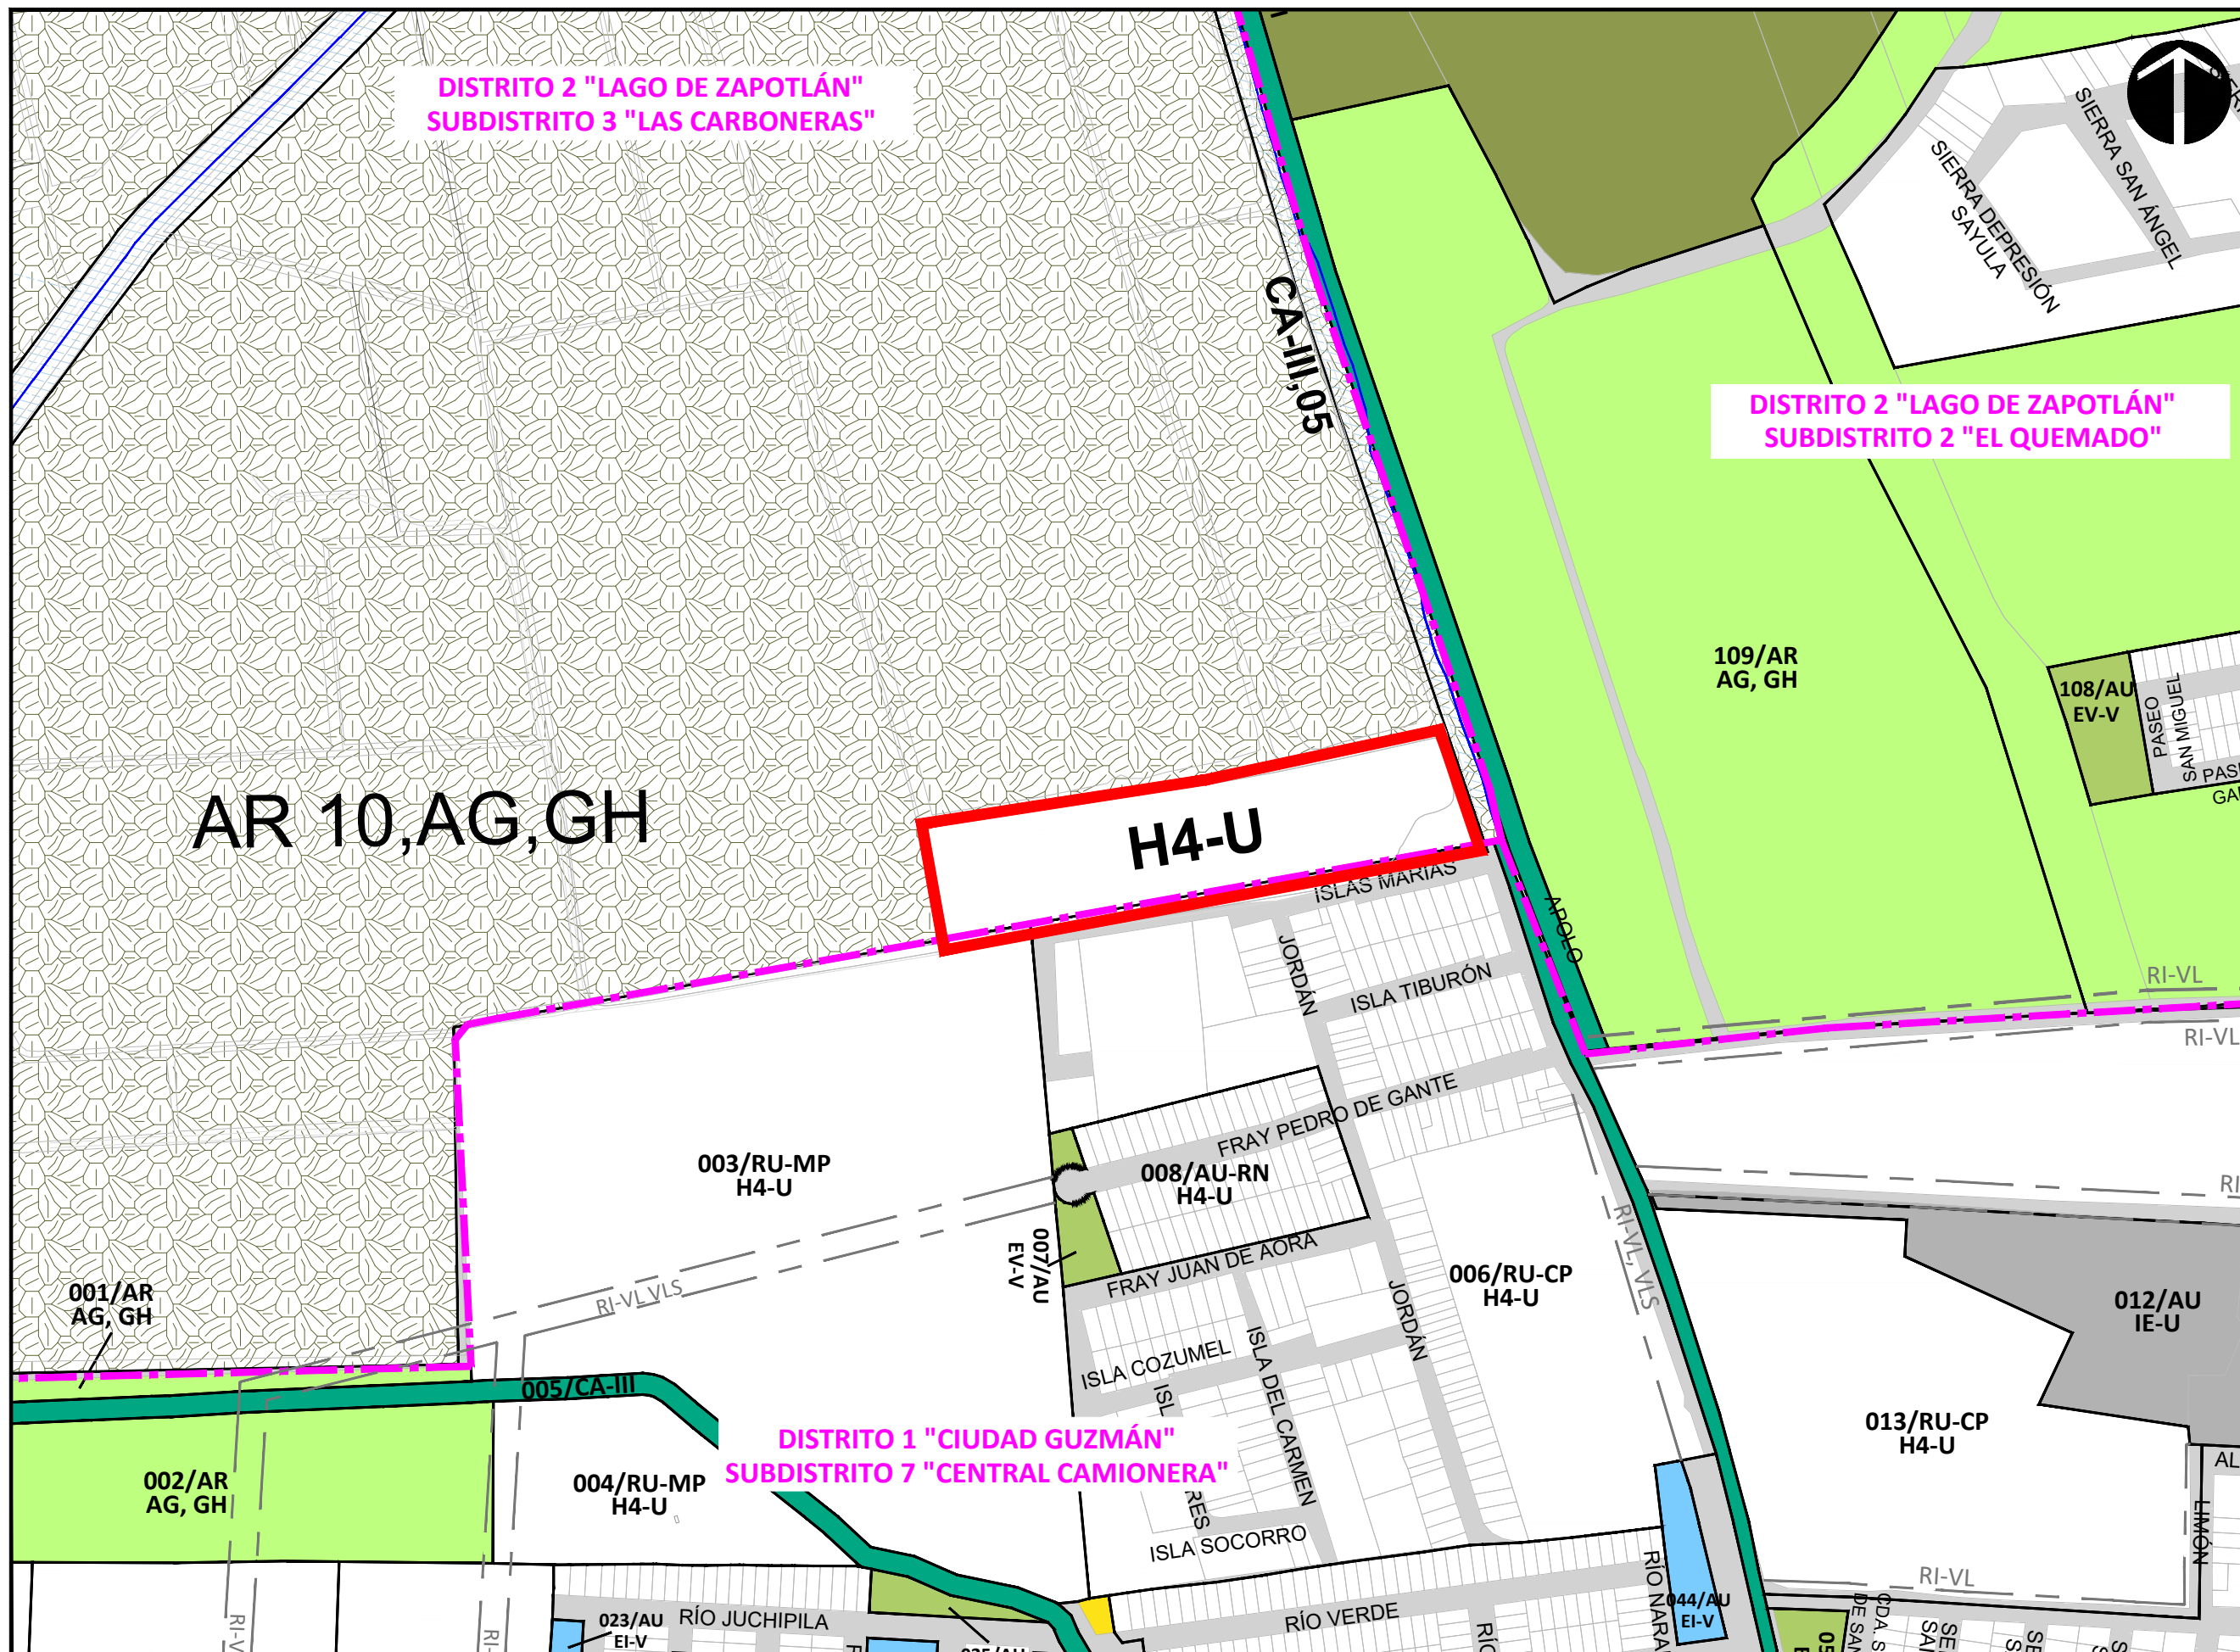 DISTRITO 2 "LAGO DE ZAPOTLÁN"
SUBDISTRITO 3 "LAS CARBONERAS"
SIERRA SAN ÁNGEL
SIERRA DEPRESIÓN
SAYULA
CA-III,05
DISTRITO 2 "LAGO DE ZAPOTLÁN"
SUBDISTRITO 2 "EL QUEMADO"
109/AR
AG, GH
108/AU
EV-V
PASEO
SAN MIGUEL
AR 10,AG,GH
H4-U
ISLAS MARÍAS
APOLO
JORDÁN
ISLA TIBURÓN
RI-VL
RI-VL
FRAY PEDRO DE GANTE
003/RU-MP
H4-U
008/AU-RN
H4-U
007/AU
EV-V
FRAY JUAN DE AORA
RI-VL, VLS
RI-VL VLS
006/RU-CP
H4-U
JORDÁN
001/AR
AG, GH
012/AU
IE-U
ISLA COZUMEL
ISLA DEL CARMEN
005/CA-III
013/RU-CP
H4-U
DISTRITO 1 "CIUDAD GUZMÁN"
SUBDISTRITO 7 "CENTRAL CAMIONERA"
002/AR
AG, GH
004/RU-MP
H4-U
ISLA SOCORRO
LIMÓN
RI-VL
044/AU
EI-V
023/AU
EI-V
RÍO JUCHIPILA
RÍO VERDE